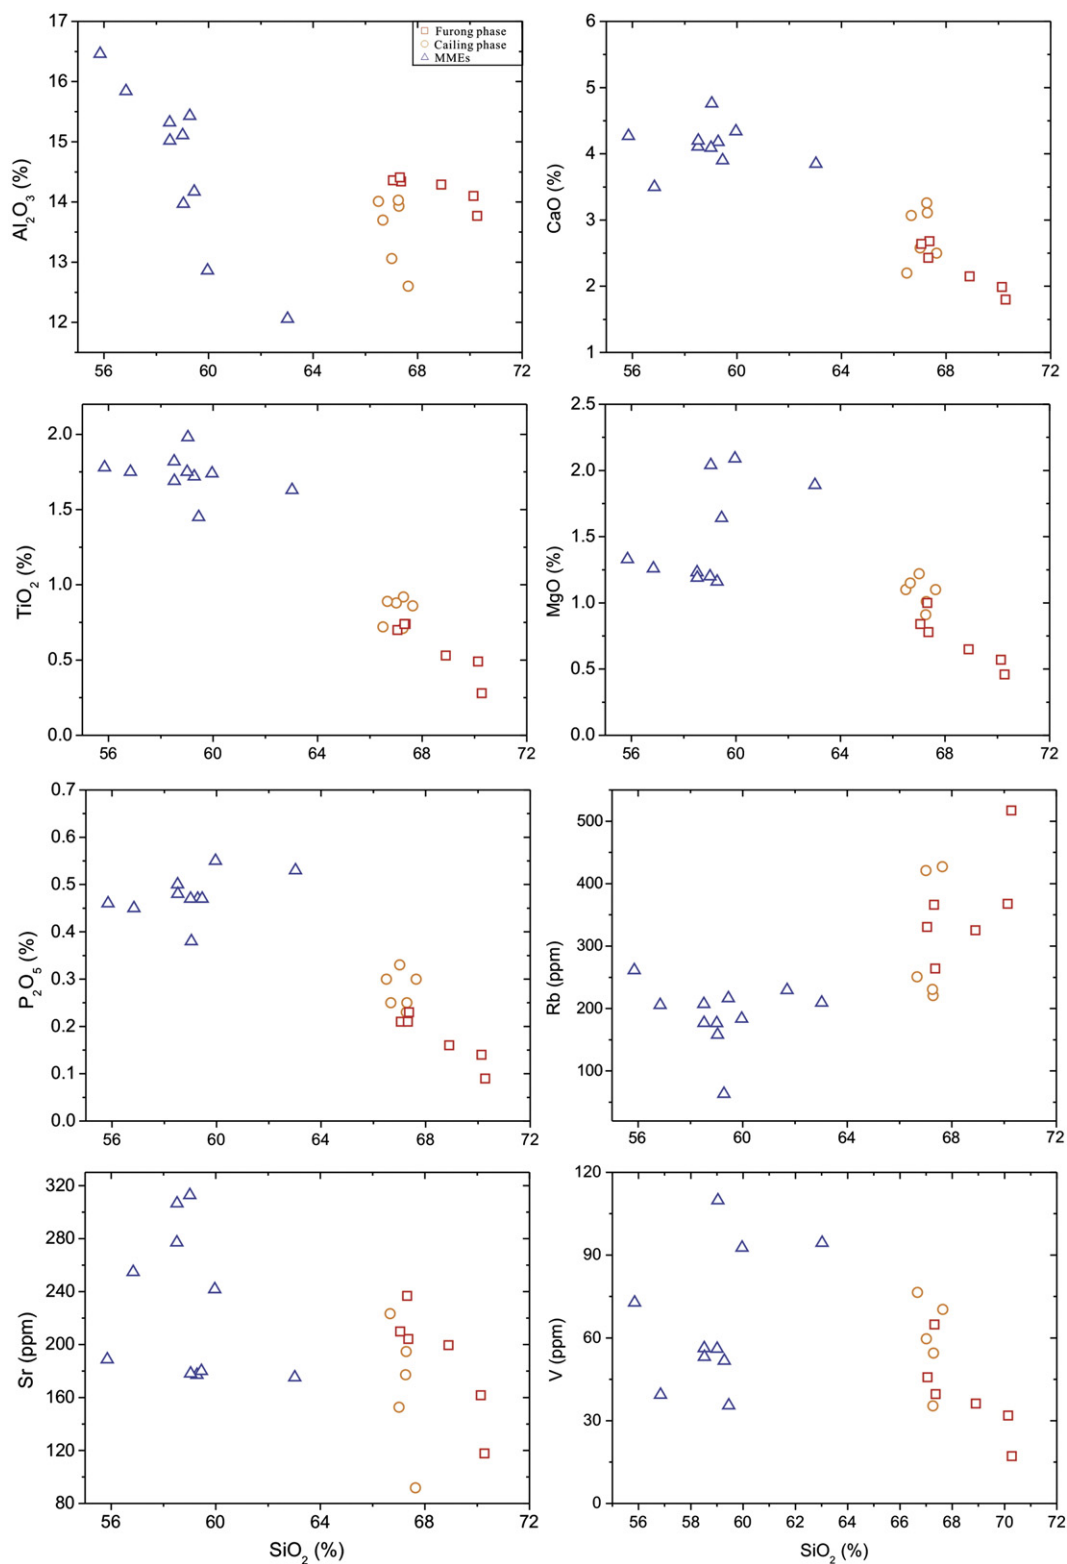 17
16
15
14
13
12
Al2O3 (%)
56 60 64 68 72
Furong phase
Cailing phase
MMEs
6
5
4
3
2
1
CaO (%)
56 60 64 68 72
2.0
1.5
1.0
0.5
0.0
TiO2 (%)
56 60 64 68 72
2.5
2.0
1.5
1.0
0.5
0.0
MgO (%)
56 60 64 68 72
0.7
0.6
0.5
0.4
0.3
0.2
0.1
0.0
P2O5 (%)
56 60 64 68 72
500
400
300
200
100
Rb (ppm)
56 60 64 68 72
320
280
240
200
160
120
80
Sr (ppm)
56 60 64 68 72
SiO2 (%)
120
90
60
30
0
V (ppm)
56 58 60 62 64 66 68 70 72
SiO2 (%)